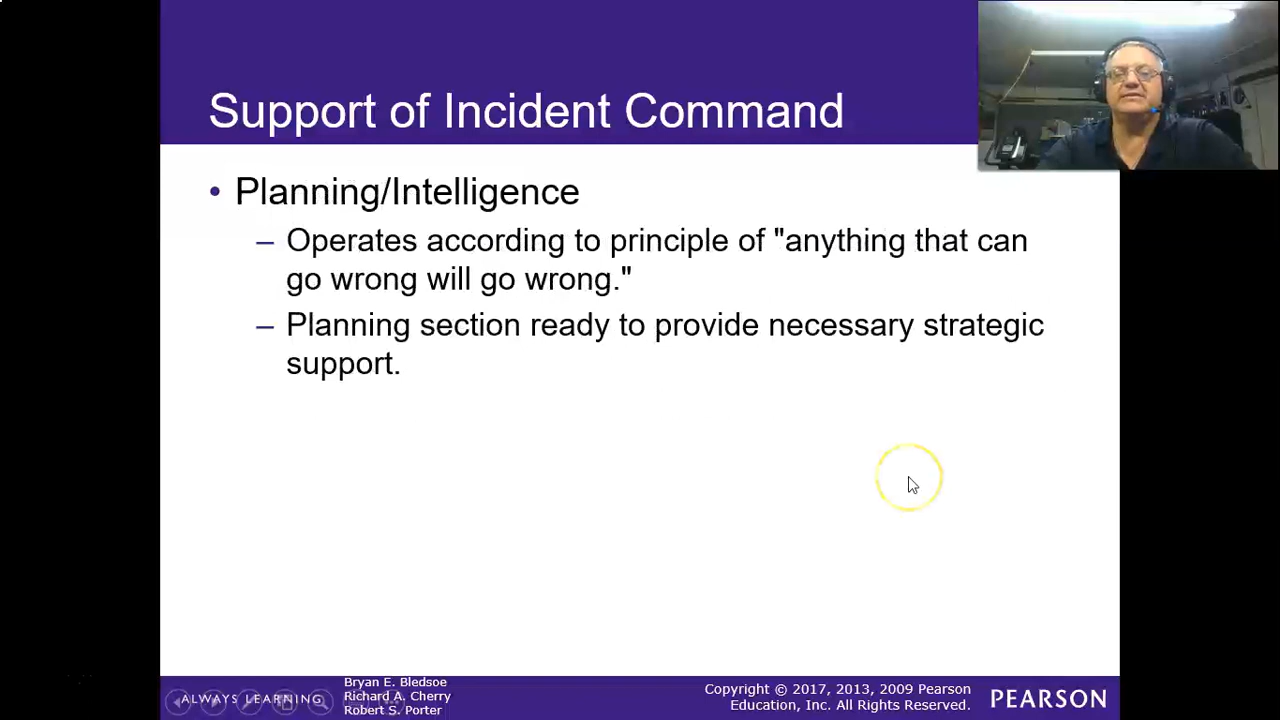 Support of Incident Command
• Planning/Intelligence
– Operates according to principle of "anything that can
go wrong will go wrong."
– Planning section ready to provide necessary strategic
support.
ALWAYS LEARNING
Bryan E. Bledsoe
Richard A. Cherry
Robert S. Porter
Copyright © 2017, 2013, 2009 Pearson
Education, Inc. All Rights Reserved.
PEARSON